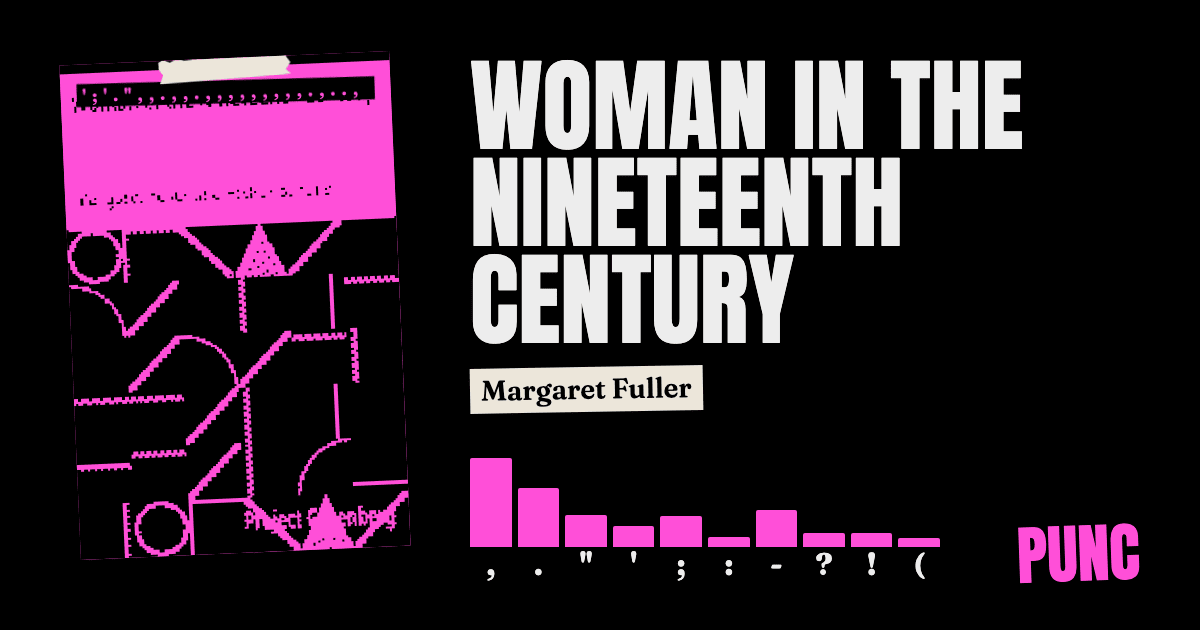 WOMAN IN THE
NINETEENTH
CENTURY
Margaret Fuller
, . " ' ; : - ? ! (
PUNC